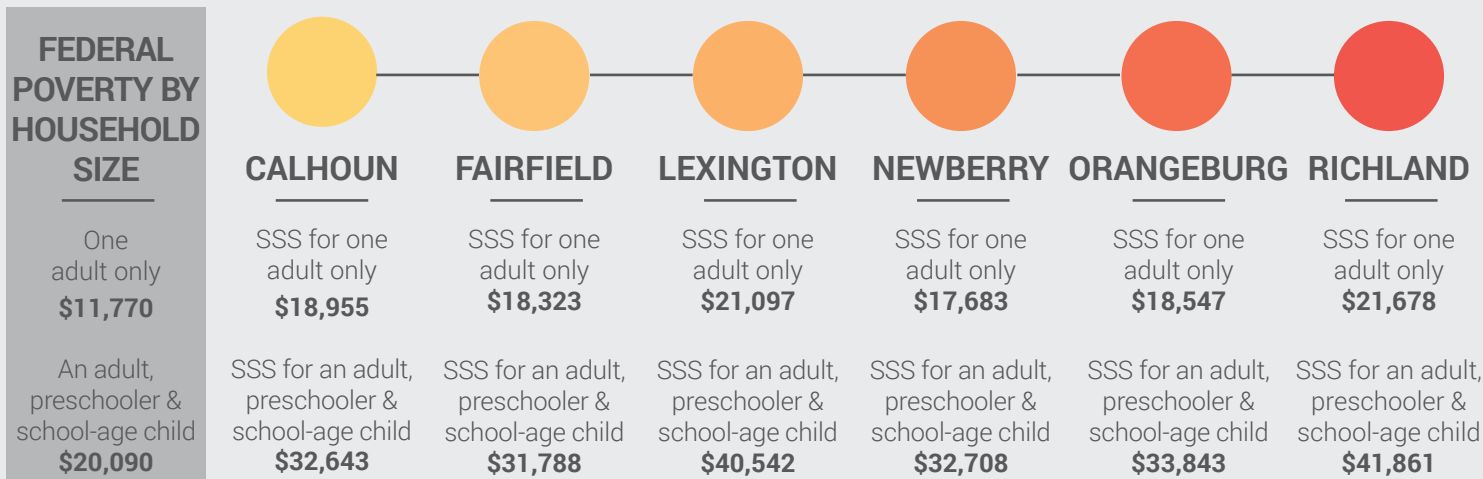 FEDERAL
POVERTY BY
HOUSEHOLD
SIZE
One
adult only
$11,770
An adult,
preschooler &
school-age child
$20,090
CALHOUN
SSS for one
adult only
$18,955
SSS for an adult,
preschooler &
school-age child
$32,643
FAIRFIELD
SSS for one
adult only
$18,323
SSS for an adult,
preschooler &
school-age child
$31,788
LEXINGTON
SSS for one
adult only
$21,097
SSS for an adult,
preschooler &
school-age child
$40,542
NEWBERRY
SSS for one
adult only
$17,683
SSS for an adult,
preschooler &
school-age child
$32,708
ORANGEBURG
SSS for one
adult only
$18,547
SSS for an adult,
preschooler &
school-age child
$33,843
RICHLAND
SSS for one
adult only
$21,678
SSS for an adult,
preschooler &
school-age child
$41,861